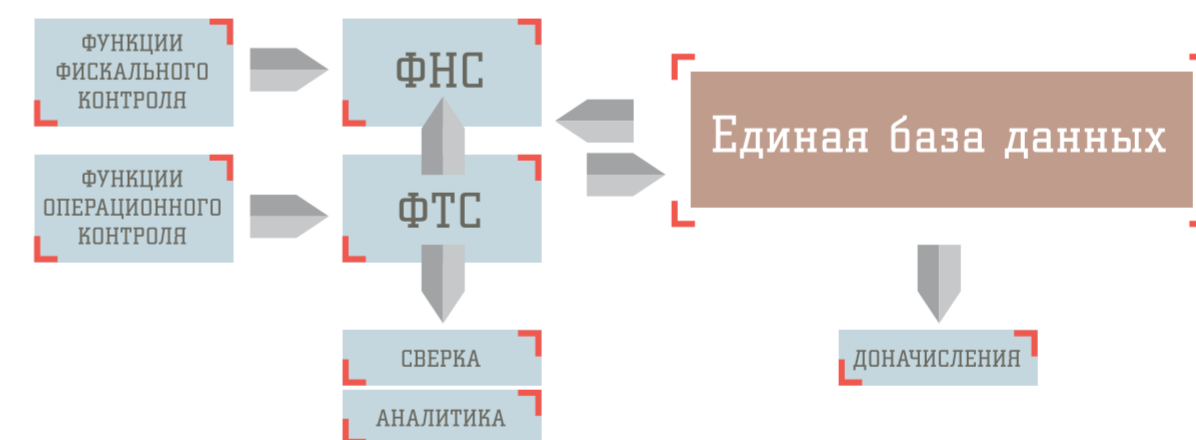 ФУНКЦИИ
ФИСКАЛЬНОГО
КОНТРОЛЯ
ФНС
Единая база данных
ФУНКЦИИ
ОПЕРАЦИОННОГО
КОНТРОЛЯ
ФТС
СВЕРКА
ДОНАЧИСЛЕНИЯ
АНАЛИТИКА